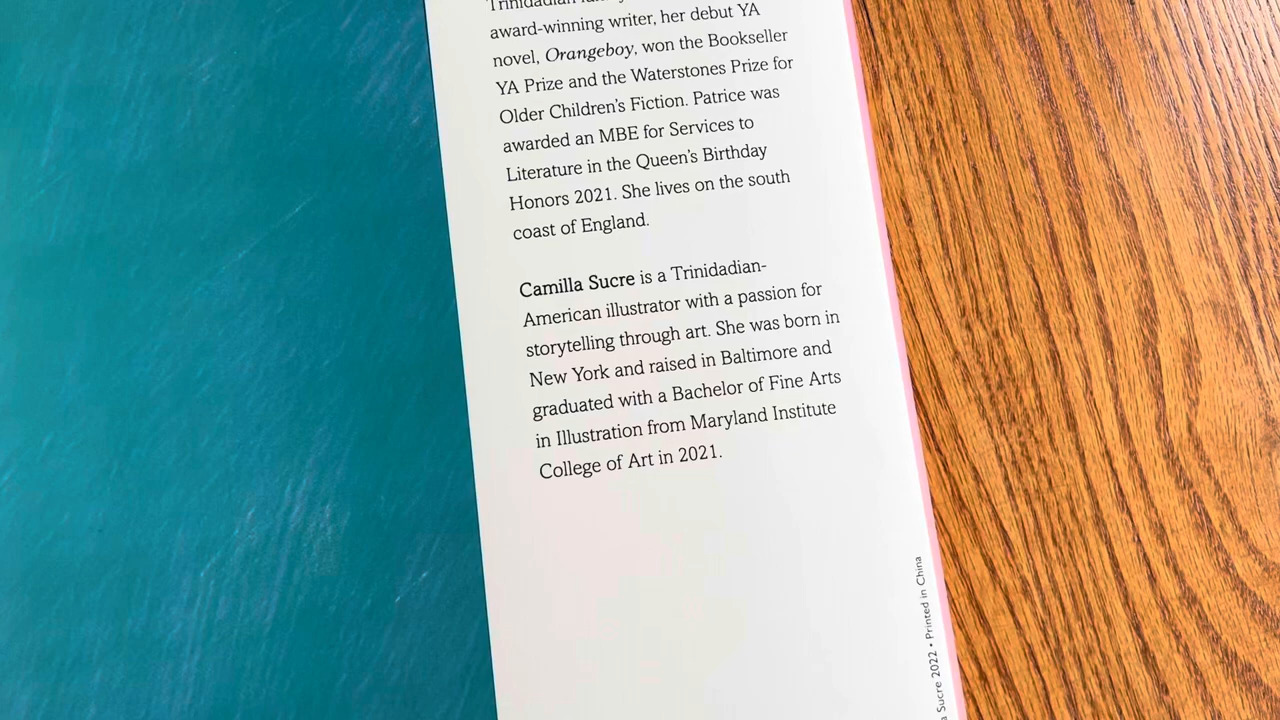 Trinidadian
award-winning writer, her debut YA
novel, Orangeboy, won the Bookseller
YA Prize and the Waterstones Prize for
Older Children's Fiction. Patrice was
awarded an MBE for Services to
Literature in the Queen's Birthday
Honors 2021. She lives on the south
coast of England.
Camilla Sucre is a Trinidadian-
American illustrator with a passion for
storytelling through art. She was born in
New York and raised in Baltimore and
graduated with a Bachelor of Fine Arts
in Illustration from Maryland Institute
College of Art in 2021.
a Sucre 2022 • Printed in China